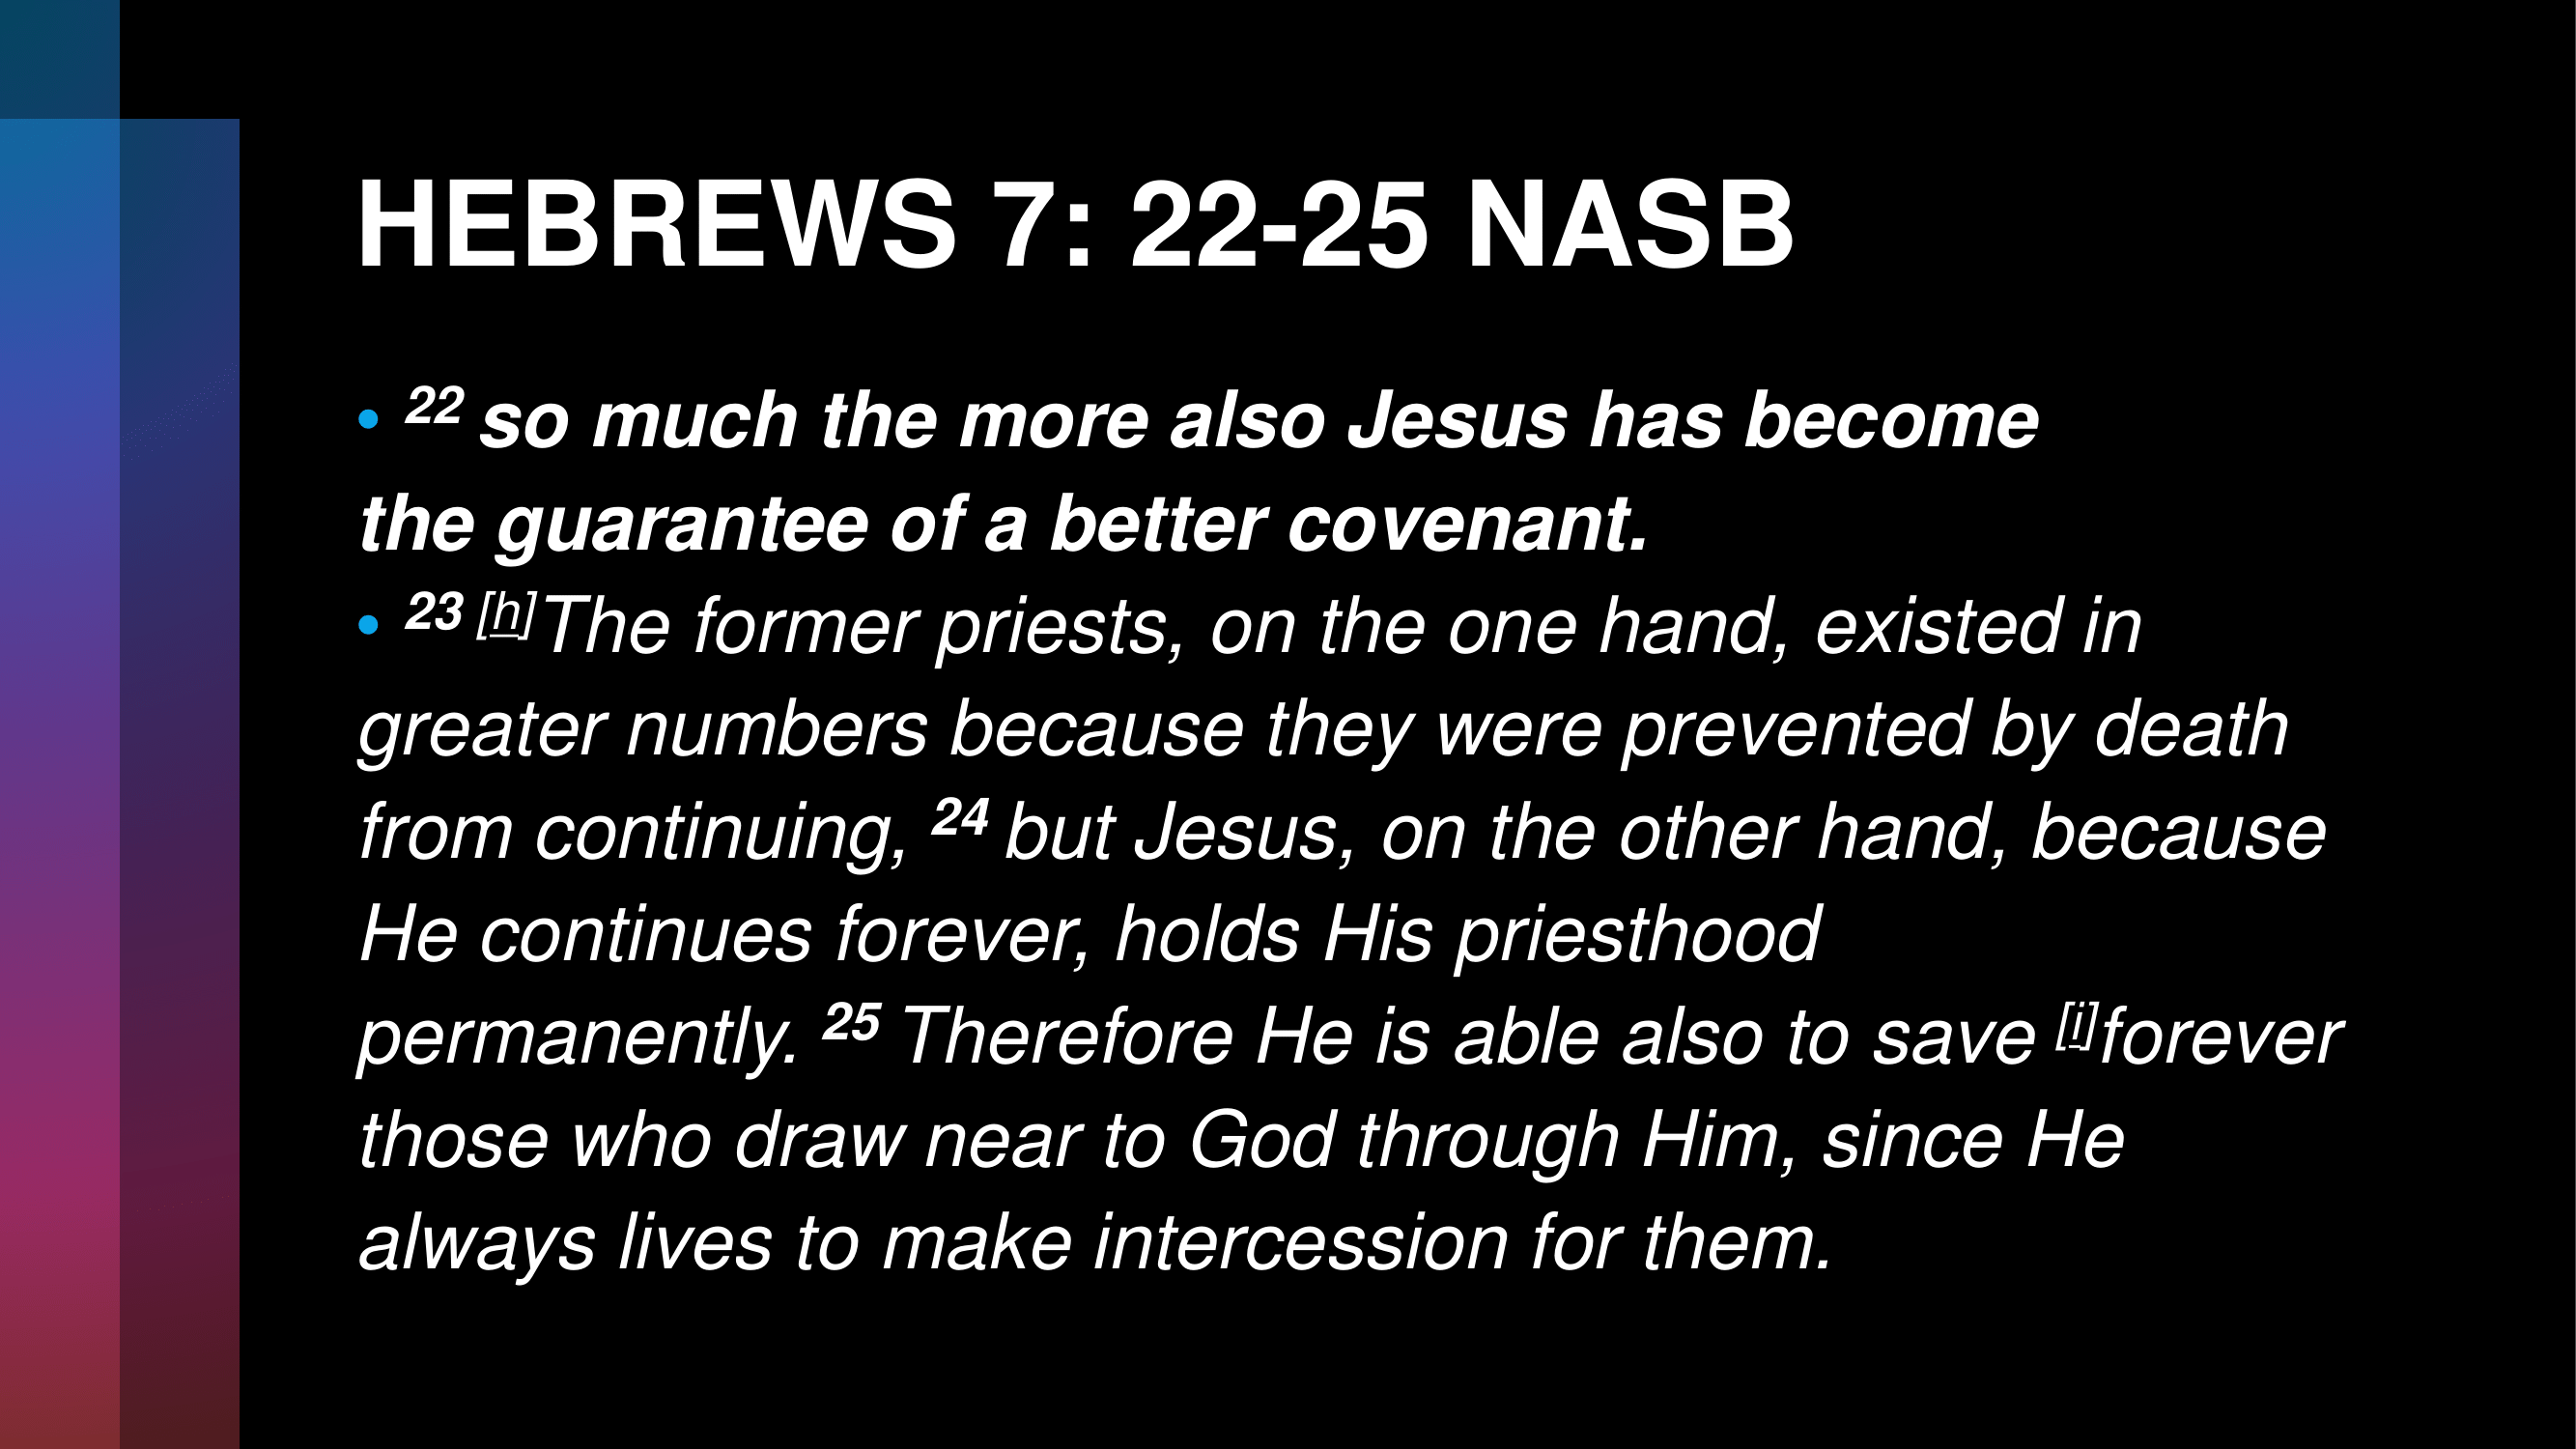 HEBREWS 7: 22-25 NASB
• 22 so much the more also Jesus has become
the guarantee of a better covenant.
• 23 [h]The former priests, on the one hand, existed in
greater numbers because they were prevented by death
from continuing, 24 but Jesus, on the other hand, because
He continues forever, holds His priesthood
permanently. 25 Therefore He is able also to save [i]forever
those who draw near to God through Him, since He
always lives to make intercession for them.